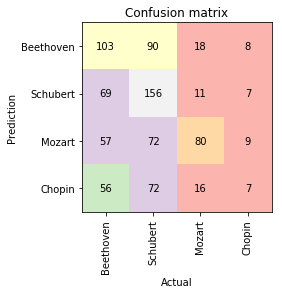 Confusion matrix
Beethoven 103 90 18 8
Schubert 69 156 11 7
Mozart 57 72 80 9
Chopin 56 72 16 7
Prediction
Beethoven Schubert Mozart Chopin
Actual